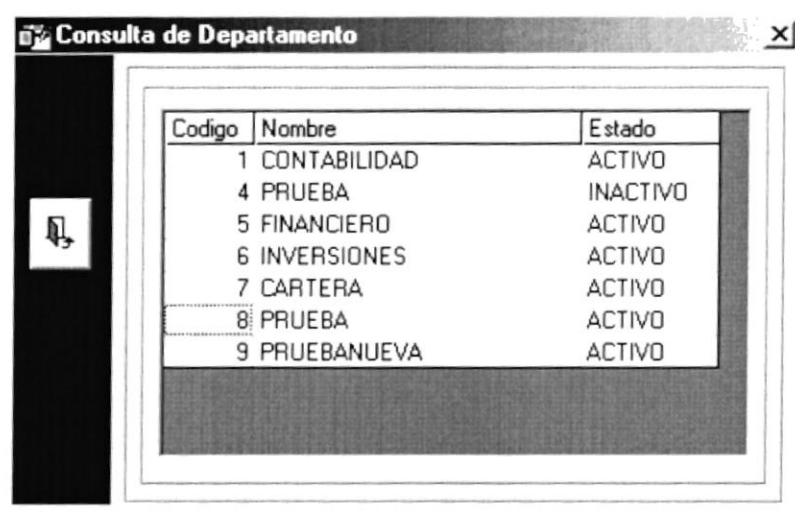 Consulta de Departamento
Codigo Nombre Estado
1 CONTABILIDAD ACTIVO
4 PRUEBA INACTIVO
5 FINANCIERO ACTIVO
6 INVERSIONES ACTIVO
7 CARTERA ACTIVO
8 PRUEBA ACTIVO
9 PRUEBANUEVA ACTIVO